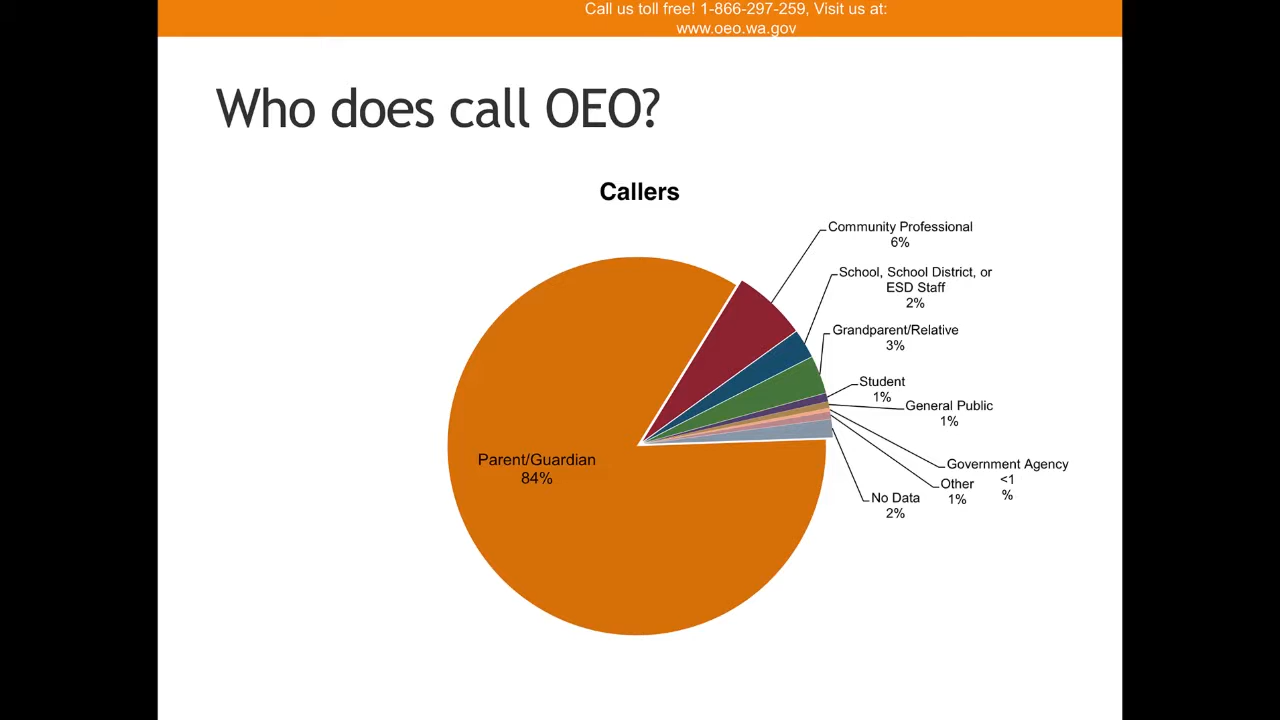 Call us toll free! 1-866-297-259, Visit us at:
www.oeo.wa.gov
Who does call OEO?
Callers
Community Professional
6%
School, School District, or
ESD Staff
2%
Grandparent/Relative
3%
Student
1%
General Public
1%
Government Agency
<1
%
Other
1%
No Data
2%
Parent/Guardian
84%